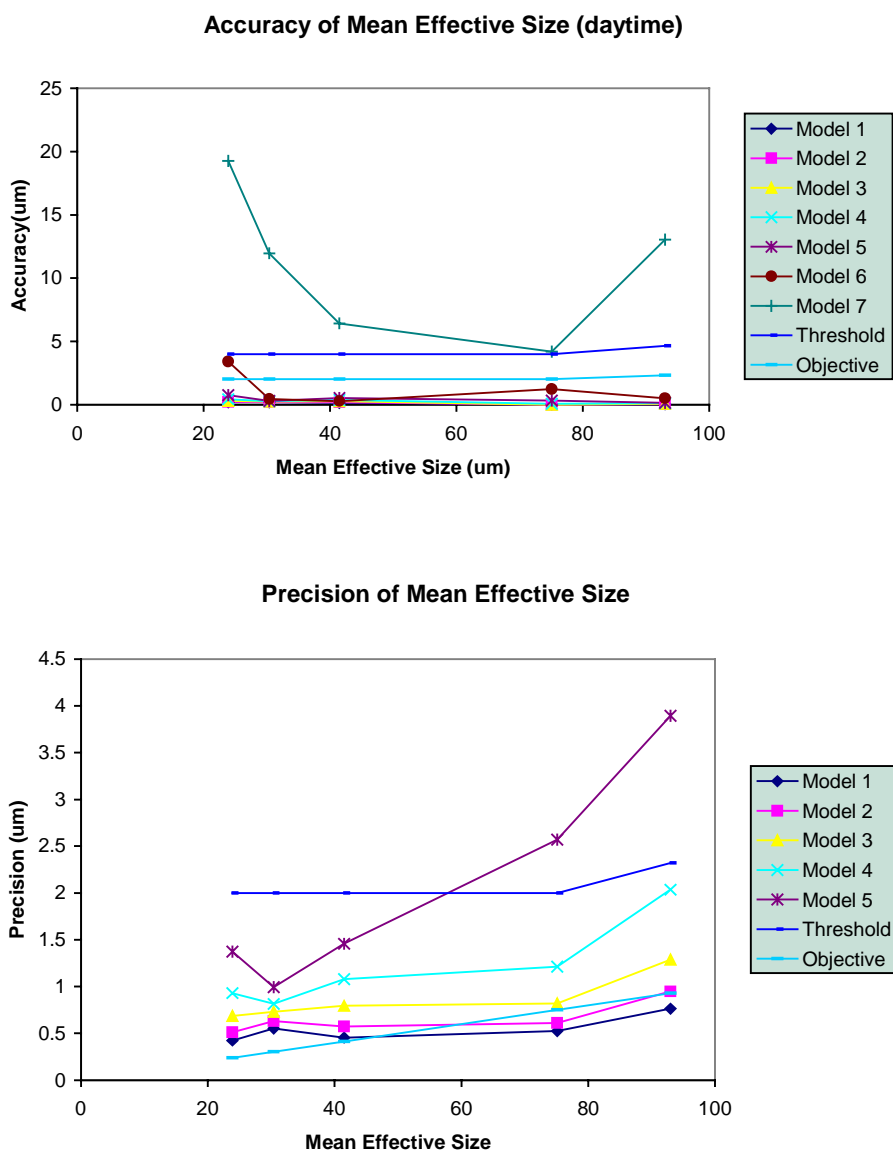 Accuracy of Mean Effective Size (daytime)
25
20
15
10
5
0
0 20 40 60 80 100
Accuracy(um)
Mean Effective Size (um)
Model 1
Model 2
Model 3
Model 4
Model 5
Model 6
Model 7
Threshold
Objective
Precision of Mean Effective Size
4.5
4
3.5
3
2.5
2
1.5
1
0.5
0
0 20 40 60 80 100
Precision (um)
Mean Effective Size
Model 1
Model 2
Model 3
Model 4
Model 5
Threshold
Objective